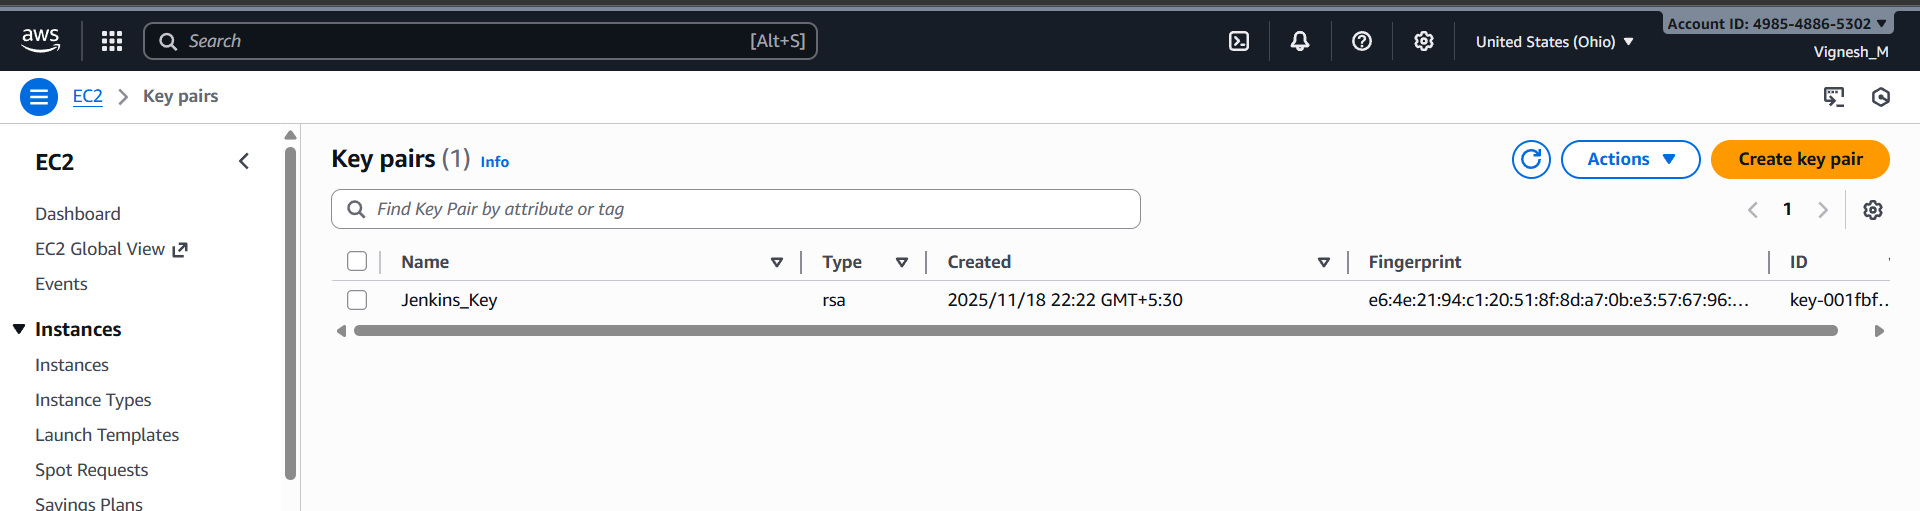 aws
Search [Alt+S]
United States (Ohio)
Account ID: 4985-4886-5302
Vignesh_M
EC2 > Key pairs
EC2
Dashboard
EC2 Global View
Events
Instances
Instances
Instance Types
Launch Templates
Spot Requests
Savings Plans
Key pairs (1) Info
Actions
Create key pair
Find Key Pair by attribute or tag
1
Name Type Created Fingerprint ID
Jenkins_Key rsa 2025/11/18 22:22 GMT+5:30 e6:4e:21:94:c1:20:51:8f:8d:a7:0b:e3:57:67:96:... key-001fbf...